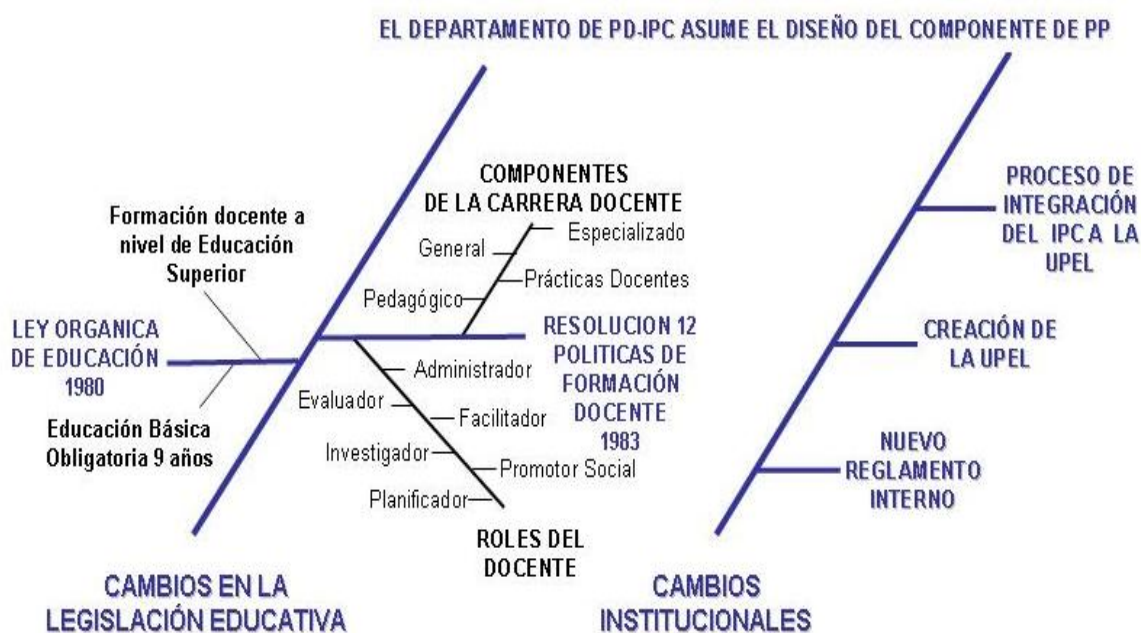 EL DEPARTAMENTO DE PD-IPC ASUME EL DISEÑO DEL COMPONENTE DE PP
COMPONENTES
DE LA CARRERA DOCENTE
Especializado
General
Prácticas Docentes
Pedagógico
Formación docente a
nivel de Educación
Superior
LEY ORGANICA
DE EDUCACIÓN
1980
Educación Básica
Obligatoria 9 años
RESOLUCION 12
POLITICAS DE
FORMACIÓN
DOCENTE
1983
Administrador
Evaluador
Facilitador
Investigador
Promotor Social
Planificador
ROLES DEL
DOCENTE
CAMBIOS EN LA
LEGISLACIÓN EDUCATIVA
PROCESO DE
INTEGRACIÓN
DEL IPC A LA
UPEL
CREACIÓN DE
LA UPEL
NUEVO
REGLAMENTO
INTERNO
CAMBIOS
INSTITUCIONALES